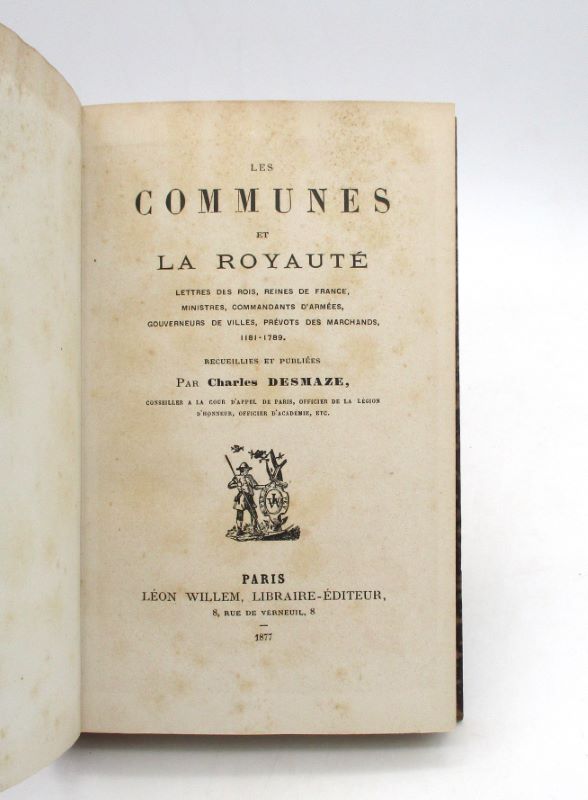 LES
COMMUNES
ET
LA ROYAUTÉ
LETTRES DES ROIS, REINES DE FRANCE,
MINISTRES, COMMANDANTS D'ARMÉES,
GOUVERNEURS DE VILLES, PRÉVOTS DES MARCHANDS,
1181-1789.
RECUEILLIES ET PUBLIÉES
PAR Charles DESMAZE,
CONSEILLER A LA COUR D'APPEL DE PARIS, OFFICIER DE LA LÉGION
D'HONNEUR, OFFICIER D'ACADÉMIE, ETC.
PARIS
LÉON WILLEM, LIBRAIRE-ÉDITEUR,
8, RUE DE VERNEUIL, 8
1877